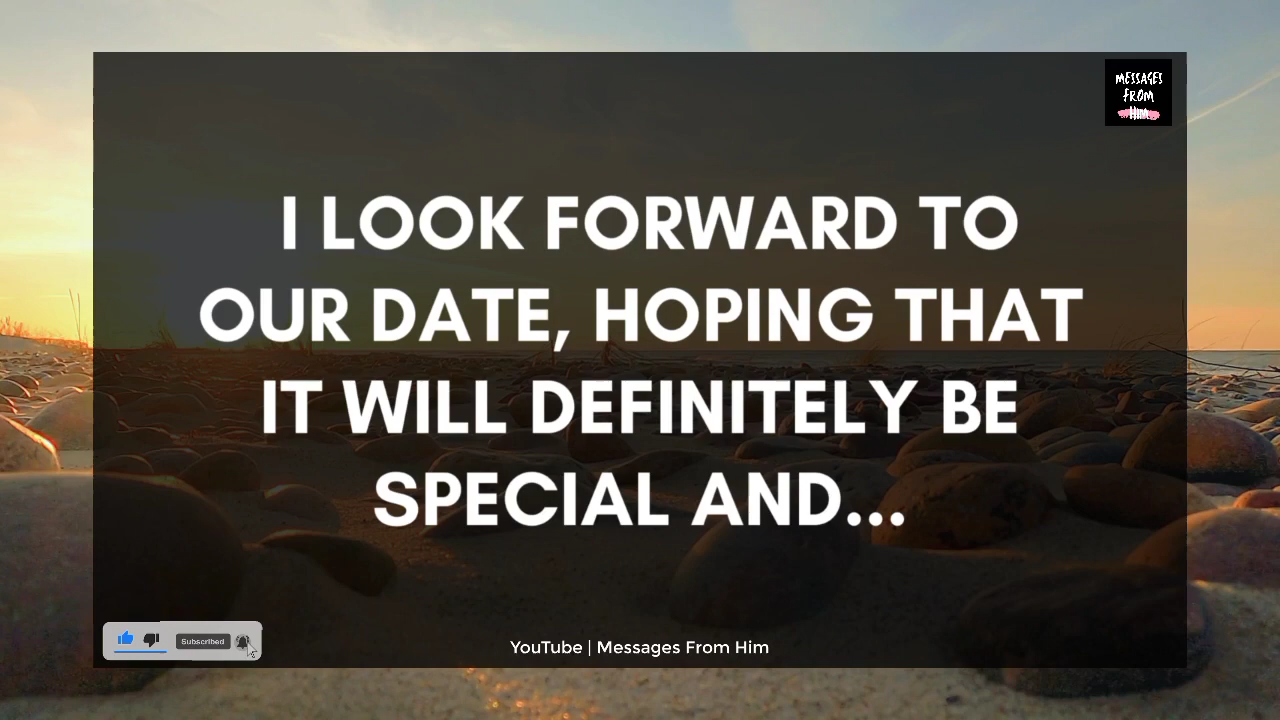 MESSAGES
FROM
HIM
I LOOK FORWARD TO
OUR DATE, HOPING THAT
IT WILL DEFINITELY BE
SPECIAL AND...
Subscribed
YouTube | Messages From Him